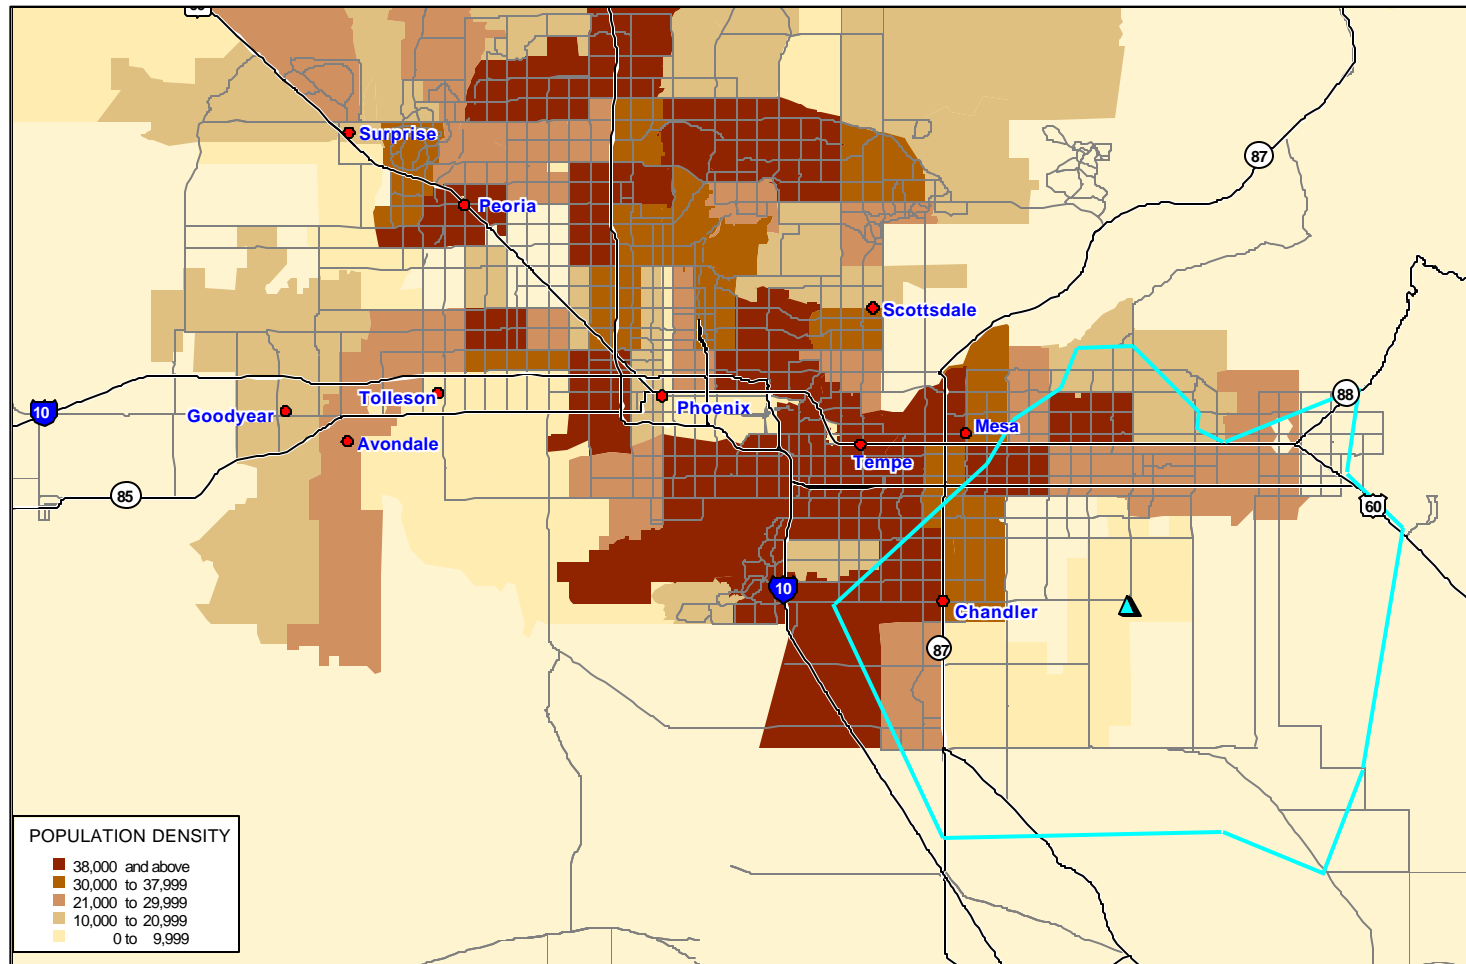 Surprise
87
Peoria
Scottsdale
10
Goodyear
Tolleson
Phoenix
88
Avondale
Mesa
Tempe
85
60
10
Chandler
87
POPULATION DENSITY
38,000 and above
30,000 to 37,999
21,000 to 29,999
10,000 to 20,999
0 to 9,999